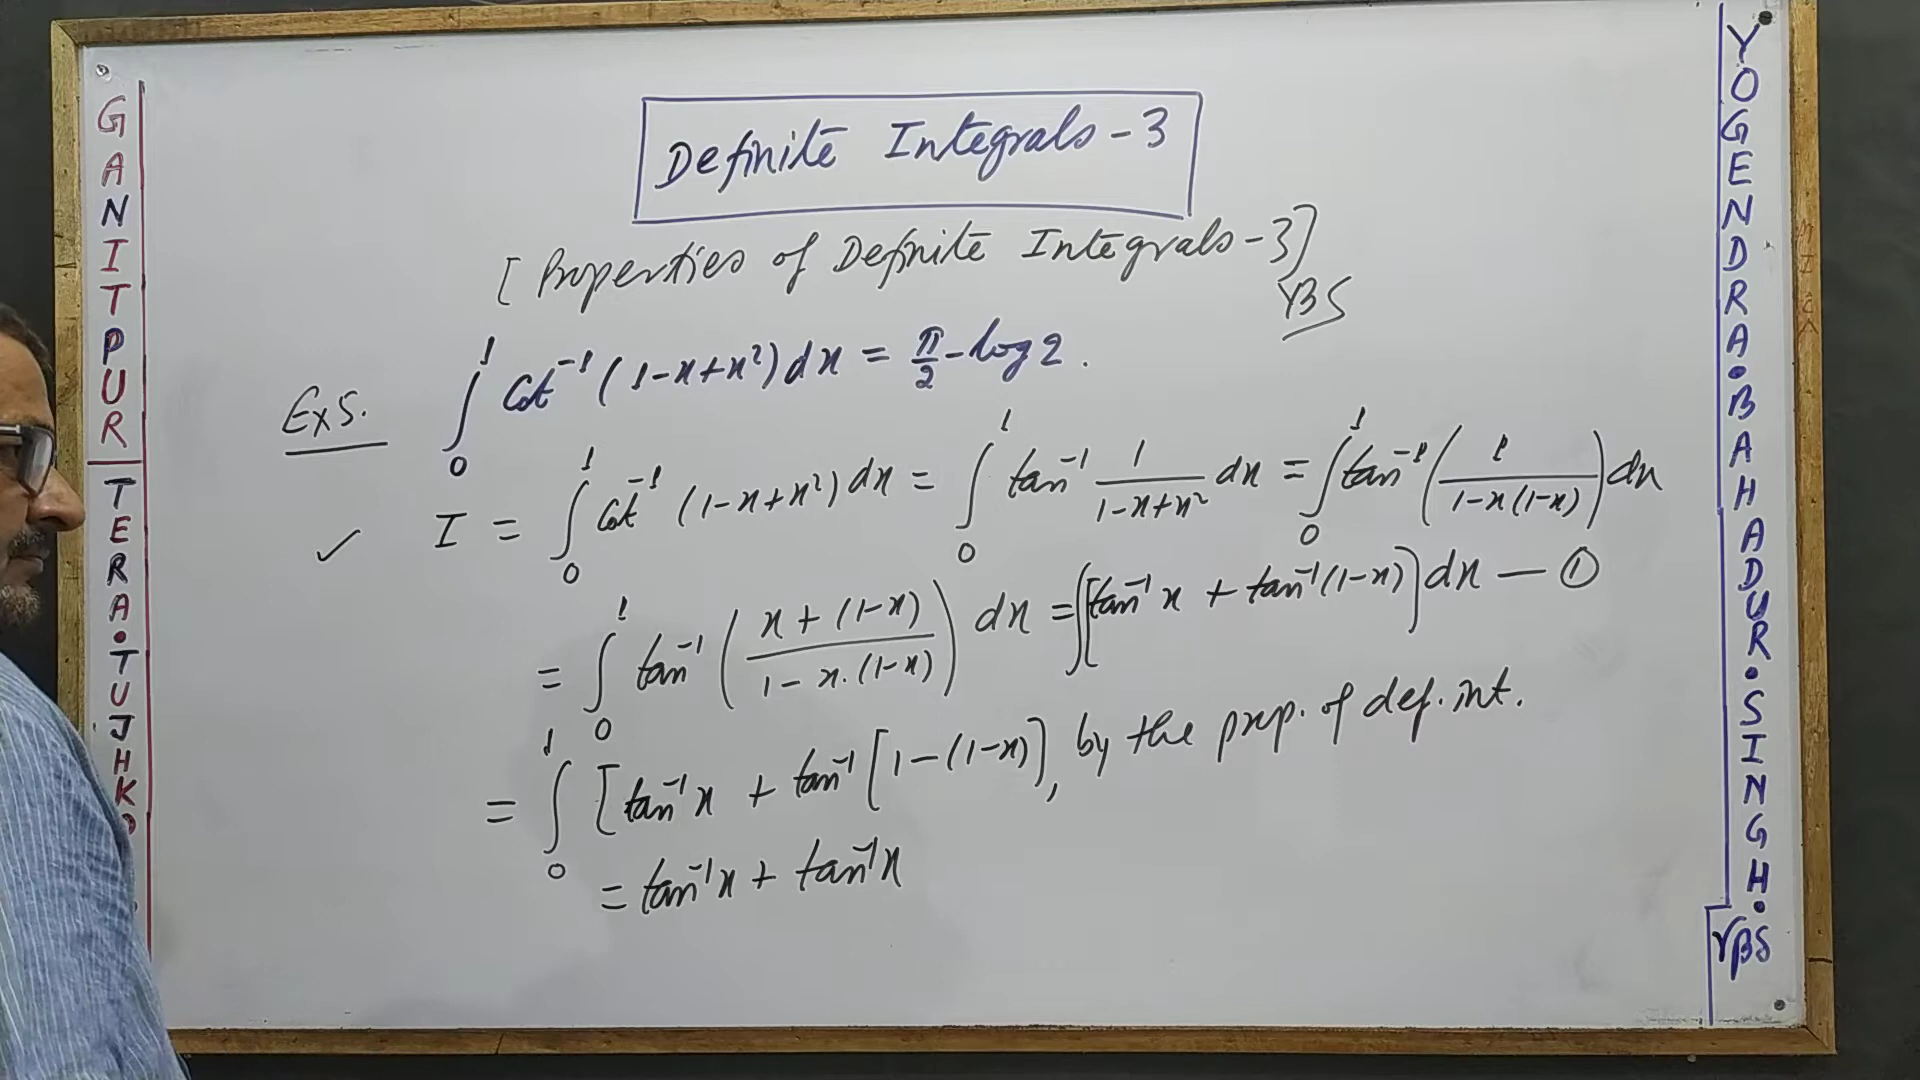 Definite Integrals-3
[Properties of Definite Integrals-3]
YBS
Ex5. ∫₀¹ Cot⁻¹(1-x+x²)dx = π/2 - log 2.
✓ I = ∫₀¹ Cot⁻¹(1-x+x²)dx = ∫₀¹ tan⁻¹ 1/(1-x+x²) dx = ∫₀¹ tan⁻¹(1/(1-x(1-x)))dx
= ∫₀¹ tan⁻¹((x+(1-x))/(1-x.(1-x))) dx = ∫[tan⁻¹x + tan⁻¹(1-x)]dx — ①
= ∫₀¹ [tan⁻¹x + tan⁻¹[1-(1-x)], by the prop. of def. int.
= tan⁻¹x + tan⁻¹x
GANITPUR
TERA.TUJHKO
YOGENDRA.BAHADUR.SINGH.
YBS